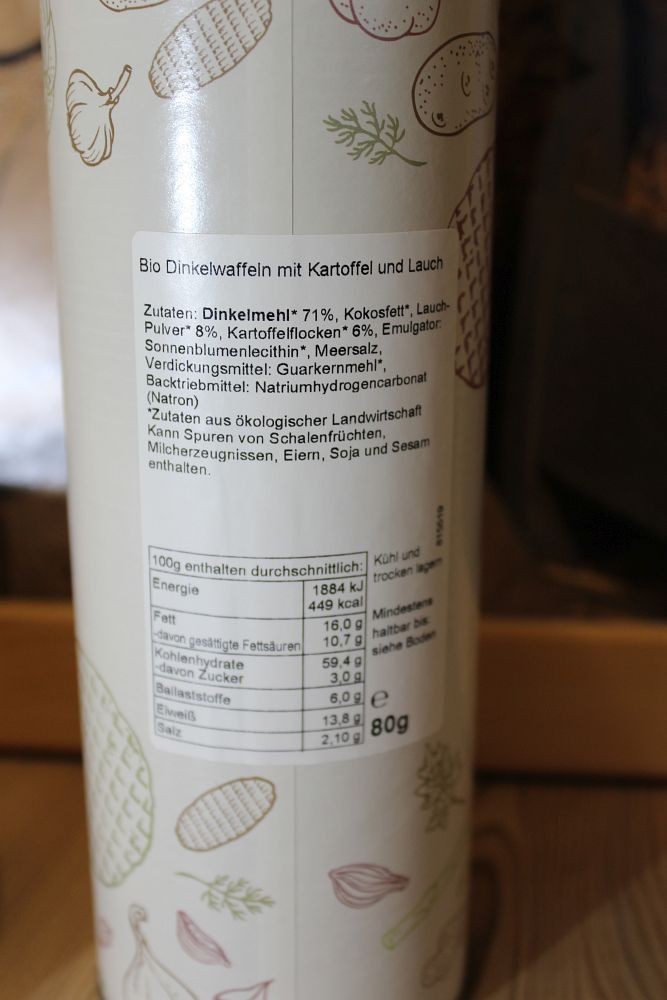 Bio Dinkelwaffeln mit Kartoffel und Lauch
Zutaten: Dinkelmehl* 71%, Kokosfett*, Lauch-
Pulver* 8%, Kartoffelflocken* 6%, Emulgator:
Sonnenblumenlecithin*, Meersalz,
Verdickungsmittel: Guarkernmehl*,
Backtriebmittel: Natriumhydrogencarbonat
(Natron)
*Zutaten aus ökologischer Landwirtschaft
Kann Spuren von Schalenfrüchten,
Milcherzeugnissen, Eiern, Soja und Sesam
enthalten.
100g enthalten durchschnittlich:
Energie 1884 kJ
449 kcal
Fett 16,0 g
-davon gesättigte Fettsäuren 10,7 g
Kohlenhydrate 59,4 g
-davon Zucker 3,0 g
Ballaststoffe 6,0 g
Eiweiß 13,8 g
Salz 2,10 g
Kühl und
trocken lagern
Mindestens
haltbar bis:
siehe Boden
e
80g